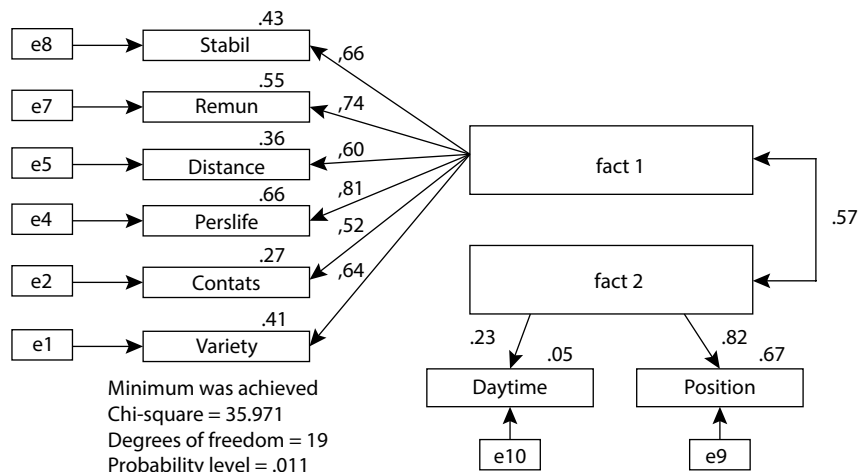 .43
e8
Stabil
,66
.55
e7
Remun
,74
.36
e5
Distance
,60
fact 1
.66
e4
Perslife
,81
.57
.27
e2
Contats
,52
fact 2
.41
e1
Variety
,64
.23
.05
Daytime
e10
.82
.67
Position
e9
Minimum was achieved
Chi-square = 35.971
Degrees of freedom = 19
Probability level = .011